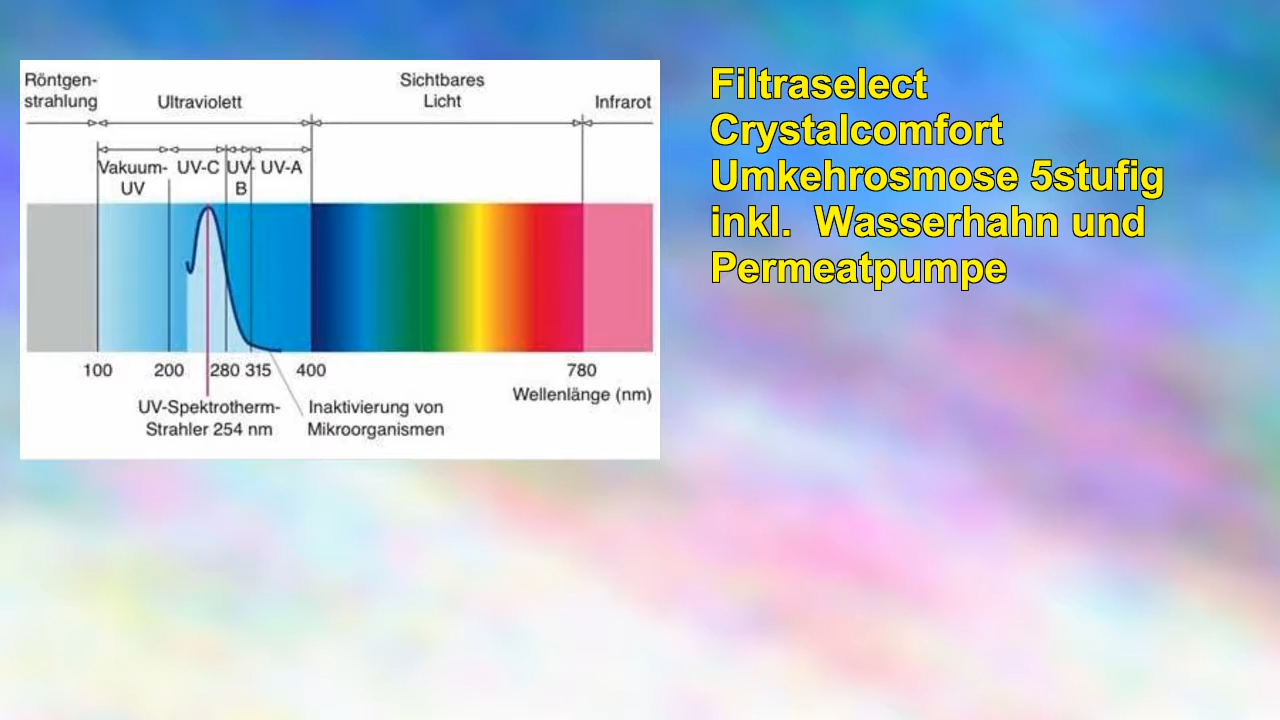 Röntgen-
strahlung
Ultraviolett
Sichtbares
Licht
Infrarot
Vakuum-
UV
UV-C
UV-
B
UV-A
100
200
280
315
400
780
Wellenlänge (nm)
UV-Spektrotherm-
Strahler 254 nm
Inaktivierung von
Mikroorganismen
Filtraselect
Crystalcomfort
Umkehrosmose 5stufig
inkl.  Wasserhahn und
Permeatpumpe